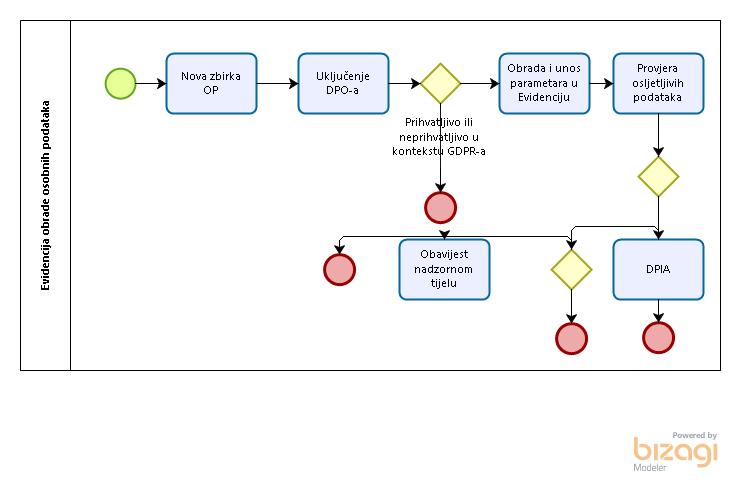 Evidencija obrade osobnih podataka
Nova zbirka
OP
Uključenje
DPO-a
Prihvatljivo ili
neprihvatljivo u
kontekstu GDPR-a
Obrada i unos
parametara u
Evidenciju
Provjera
osljetljivih
podataka
Obavijest
nadzornom
tijelu
DPIA
Powered by
bizagi
Modeler